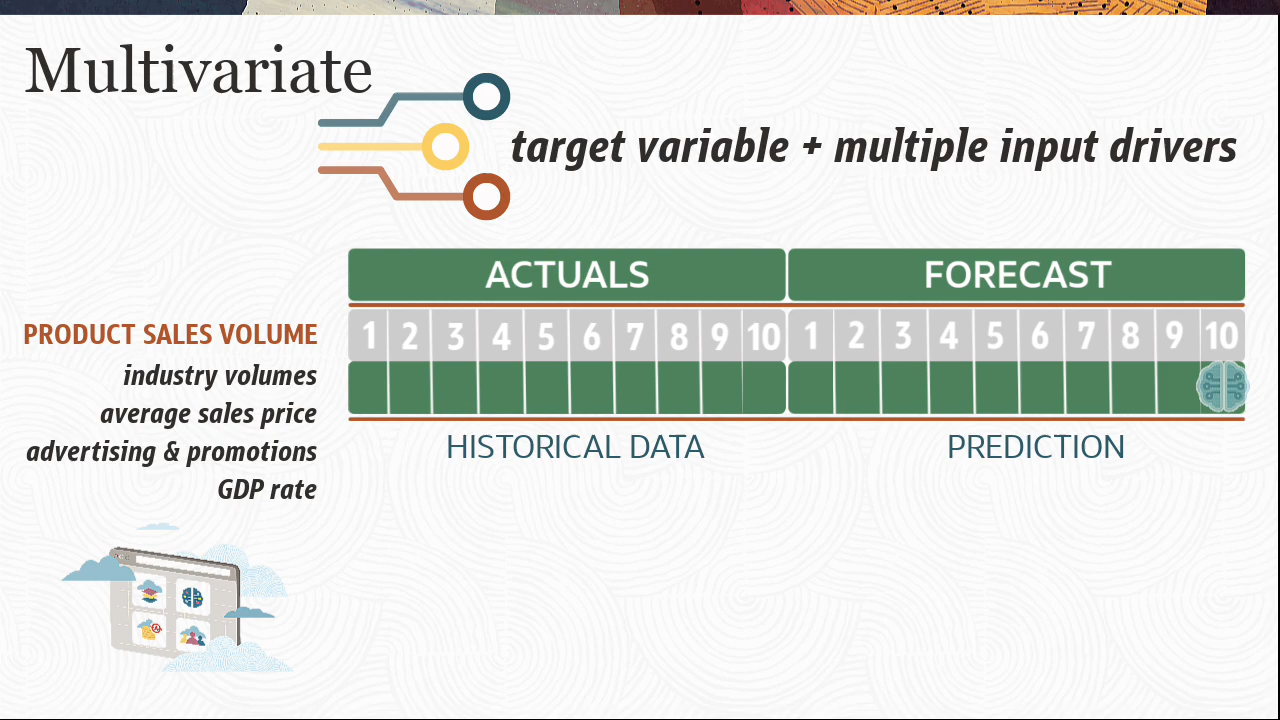 Multivariate
target variable + multiple input drivers
ACTUALS FORECAST
1 2 3 4 5 6 7 8 9 10 1 2 3 4 5 6 7 8 9 10
PRODUCT SALES VOLUME
industry volumes
average sales price
advertising & promotions
GDP rate
HISTORICAL DATA PREDICTION